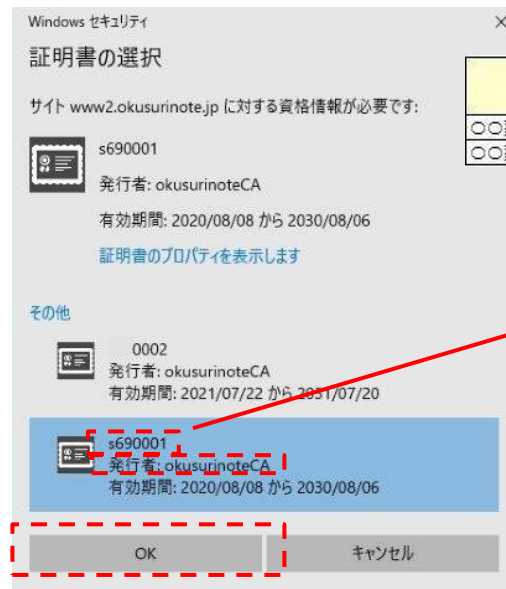 Windows セキュリティ
証明書の選択
サイト www2.okusurinote.jp に対する資格情報が必要です:
s690001
発行者: okusurinoteCA
有効期間: 2020/08/08 から 2030/08/06
証明書のプロパティを表示します
その他
0002
発行者: okusurinoteCA
有効期間: 2021/07/22 から 2031/07/20
s690001
発行者: okusurinoteCA
有効期間: 2020/08/08 から 2030/08/06
OK
キャンセル
〇〇
〇〇